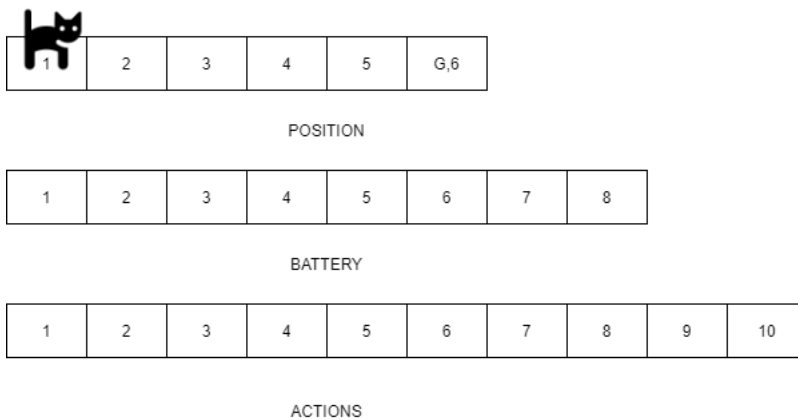 1 2 3 4 5 G,6
POSITION
1 2 3 4 5 6 7 8
BATTERY
1 2 3 4 5 6 7 8 9 10
ACTIONS